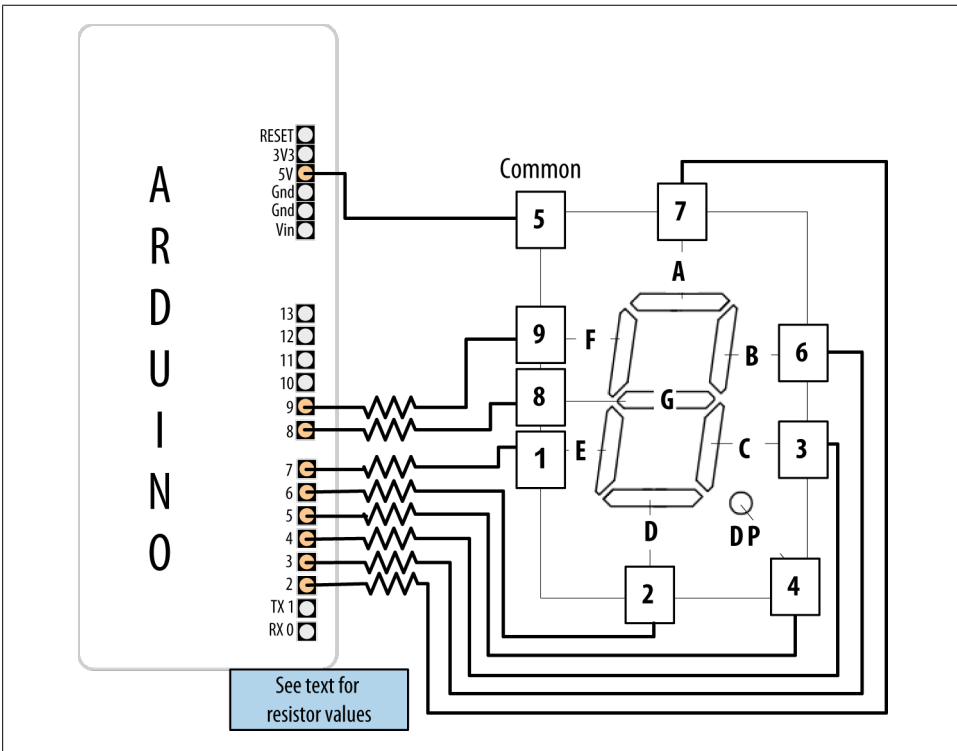 ARDUINO
RESET
3V3
5V
Gnd
Gnd
Vin
13
12
11
10
9
8
7
6
5
4
3
2
TX 1
RX 0
Common
5
7
A
9
F
B
6
8
G
1
E
C
3
D
DP
2
4
See text for
resistor values